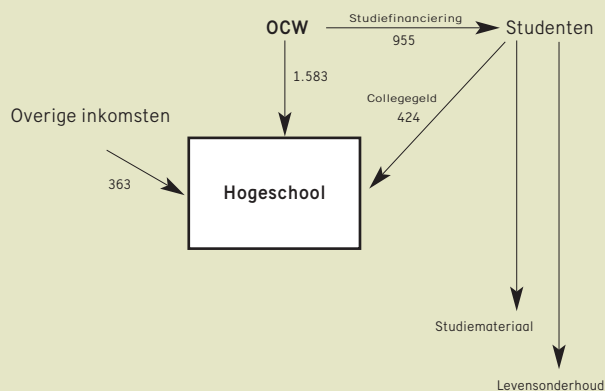 OCW
Studiefinanciering
955
Studenten
1.583
Collegegeld
424
Overige inkomsten
363
Hogeschool
Studiemateriaal
Levensonderhoud